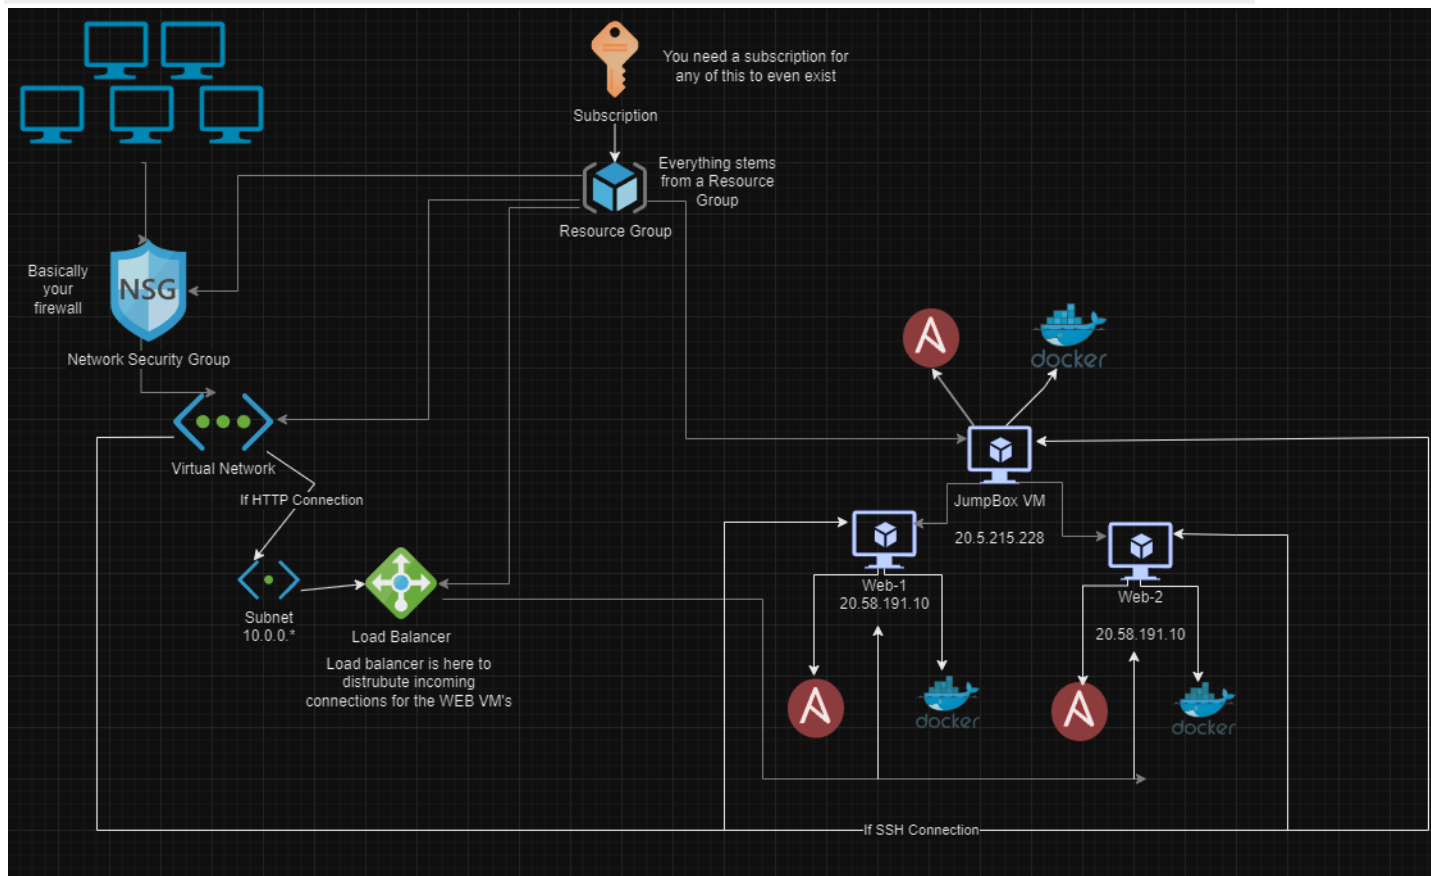 You need a subscription for
any of this to even exist
Subscription
Everything stems
from a Resource
Group
Resource Group
Basically
your
firewall
NSG
Network Security Group
docker
Virtual Network
If HTTP Connection
JumpBox VM
20.5.215.228
Web-1
20.58.191.10
Web-2
20.58.191.10
Subnet
10.0.0.*
Load Balancer
Load balancer is here to
distrubute incoming
connections for the WEB VM's
docker
docker
If SSH Connection